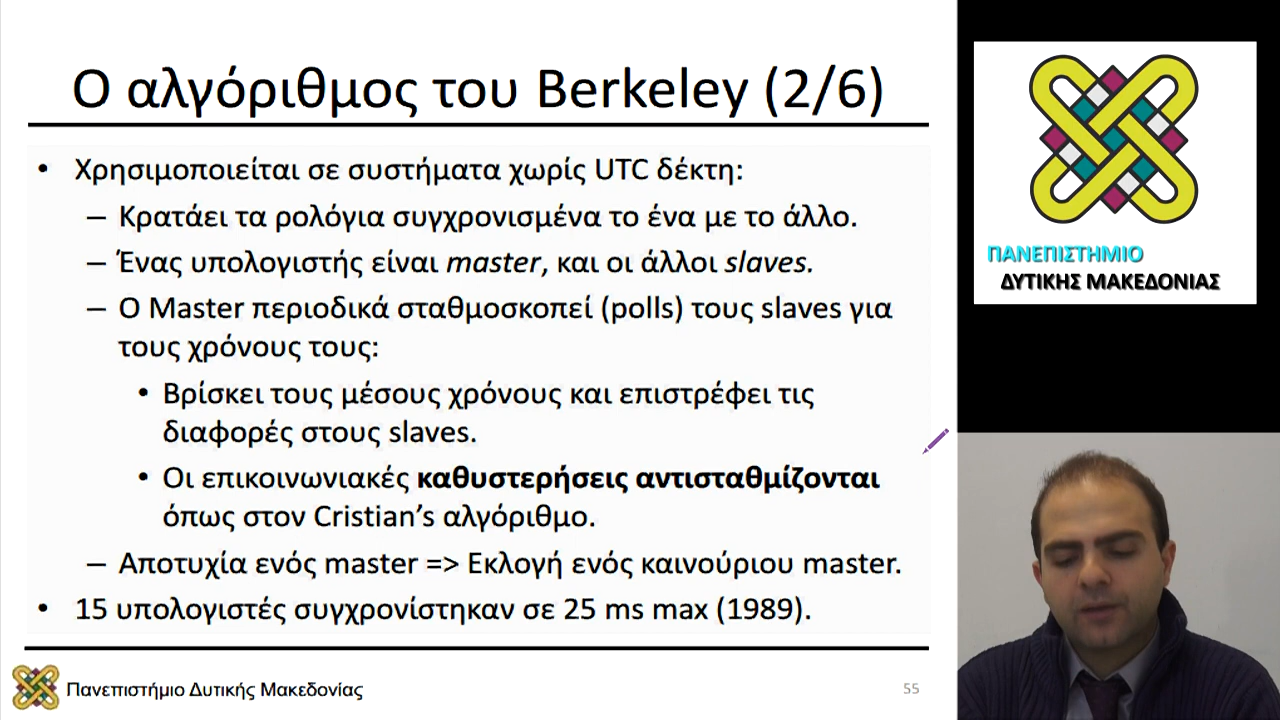 Ο αλγόριθμος του Berkeley (2/6)
• Χρησιμοποιείται σε συστήματα χωρίς UTC δέκτη:
– Κρατάει τα ρολόγια συγχρονισμένα το ένα με το άλλο.
– Ένας υπολογιστής είναι master, και οι άλλοι slaves.
– Ο Master περιοδικά σταθμοσκοπεί (polls) τους slaves για
τους χρόνους τους:
• Βρίσκει τους μέσους χρόνους και επιστρέφει τις
διαφορές στους slaves.
• Οι επικοινωνιακές καθυστερήσεις αντισταθμίζονται
όπως στον Cristian’s αλγόριθμο.
– Αποτυχία ενός master => Εκλογή ενός καινούριου master.
• 15 υπολογιστές συγχρονίστηκαν σε 25 ms max (1989).
Πανεπιστήμιο Δυτικής Μακεδονίας
55
ΠΑΝΕΠΙΣΤΗΜΙΟ
ΔΥΤΙΚΗΣ ΜΑΚΕΔΟΝΙΑΣ